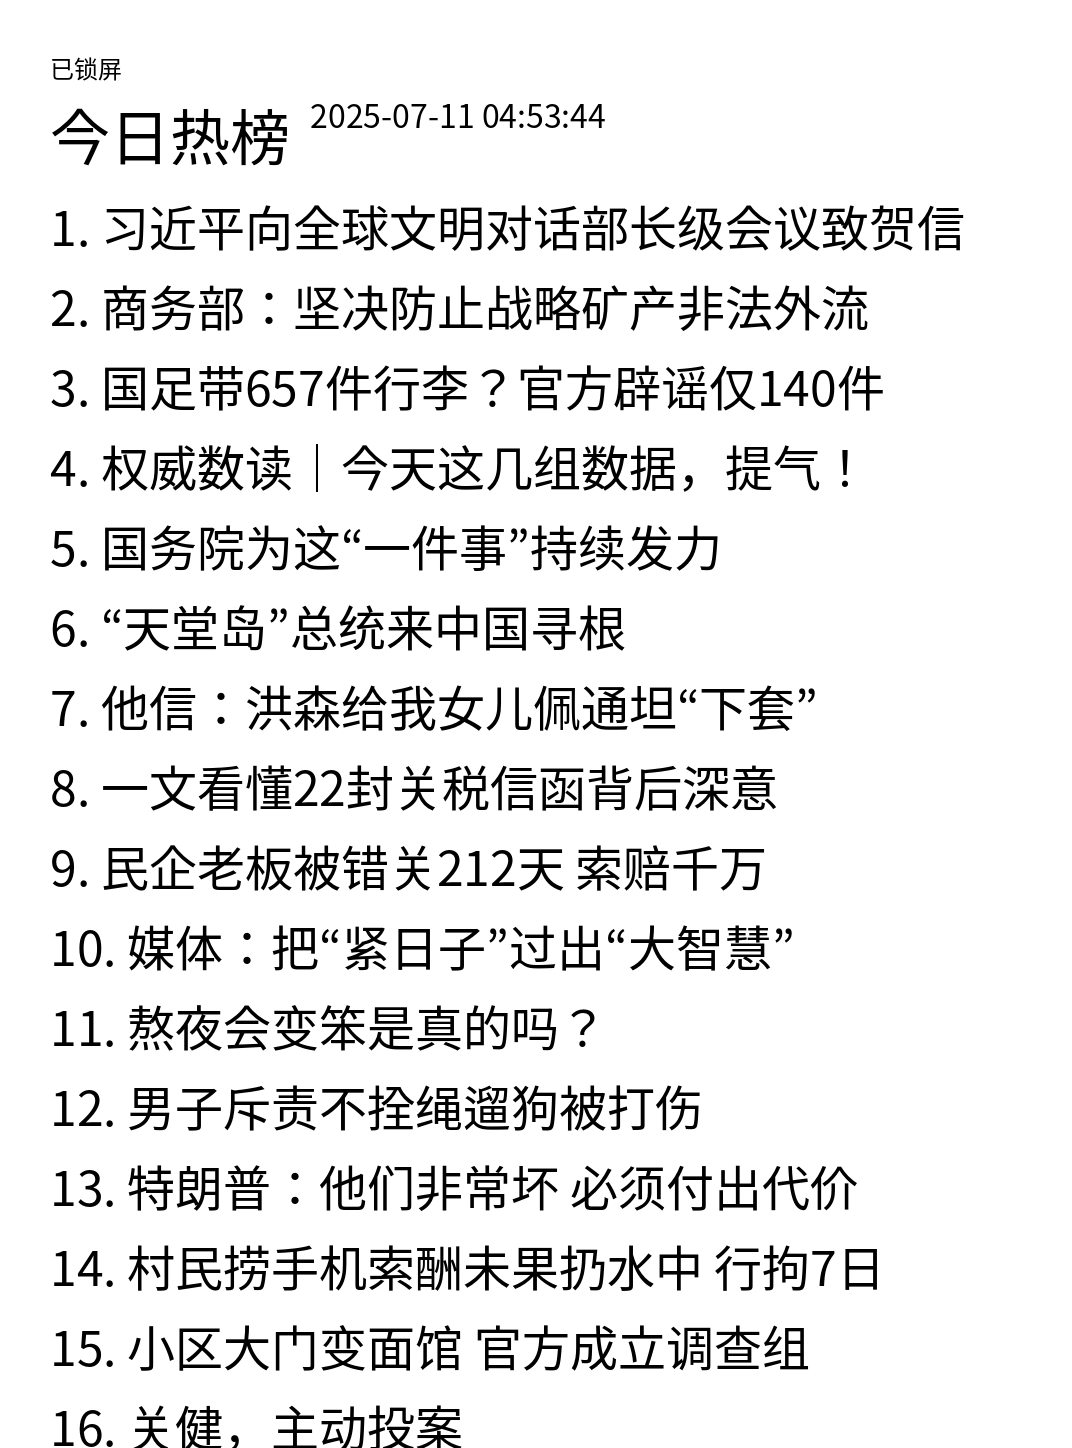 已锁屏
今日热榜 2025-07-11 04:53:44
1. 习近平向全球文明对话部长级会议致贺信
2. 商务部：坚决防止战略矿产非法外流
3. 国足带657件行李？官方辟谣仅140件
4. 权威数读｜今天这几组数据，提气！
5. 国务院为这“一件事”持续发力
6. “天堂岛”总统来中国寻根
7. 他信：洪森给我女儿佩通坦“下套”
8. 一文看懂22封关税信函背后深意
9. 民企老板被错关212天 索赔千万
10. 媒体：把“紧日子”过出“大智慧”
11. 熬夜会变笨是真的吗？
12. 男子斥责不拴绳遛狗被打伤
13. 特朗普：他们非常坏 必须付出代价
14. 村民捞手机索酬未果扔水中 行拘7日
15. 小区大门变面馆 官方成立调查组
16. 关健，主动投案